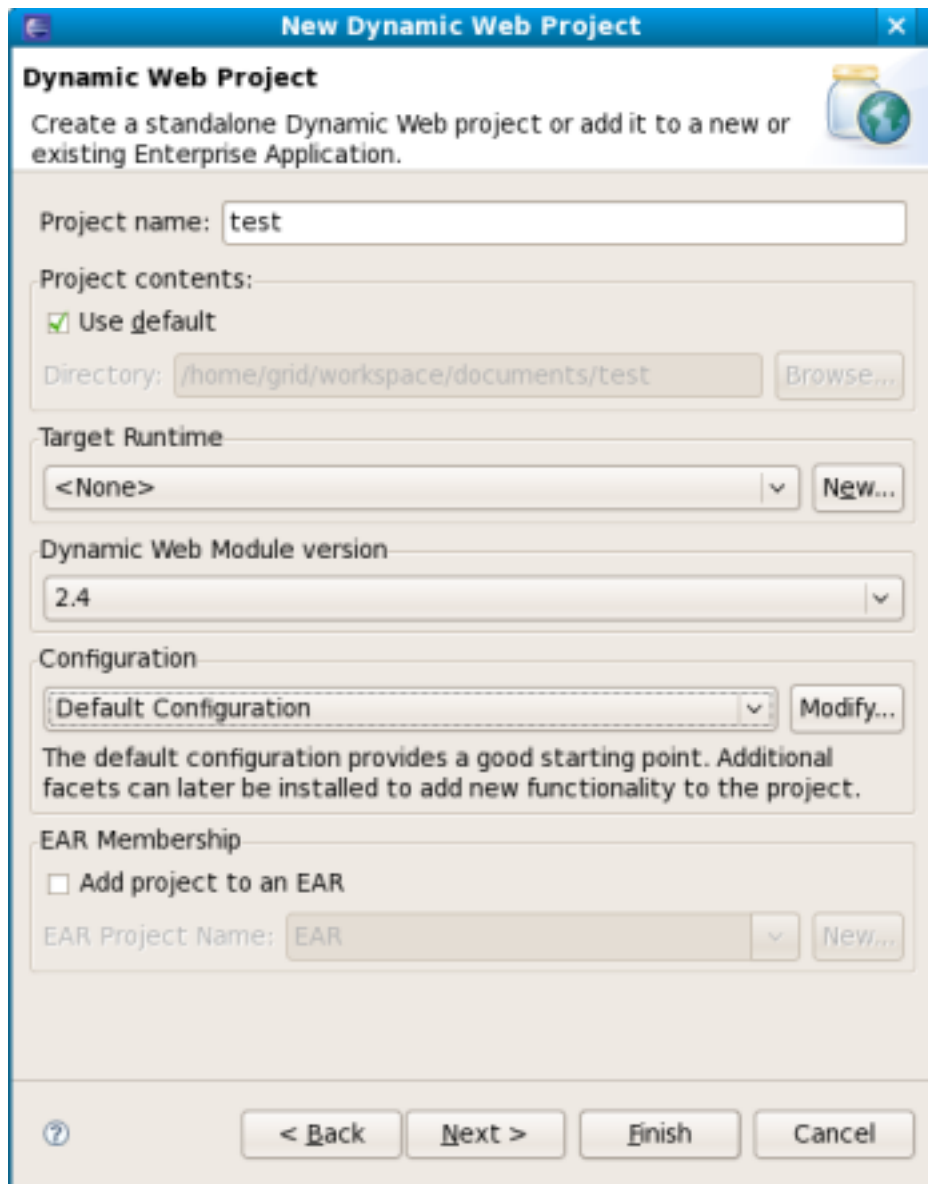 New Dynamic Web Project
Dynamic Web Project
Create a standalone Dynamic Web project or add it to a new or
existing Enterprise Application.
Project name: test
Project contents:
Use default
Directory: /home/grid/workspace/documents/test Browse...
Target Runtime
<None> New...
Dynamic Web Module version
2.4
Configuration
Default Configuration Modify...
The default configuration provides a good starting point. Additional
facets can later be installed to add new functionality to the project.
EAR Membership
Add project to an EAR
EAR Project Name: EAR New...
? < Back Next > Finish Cancel